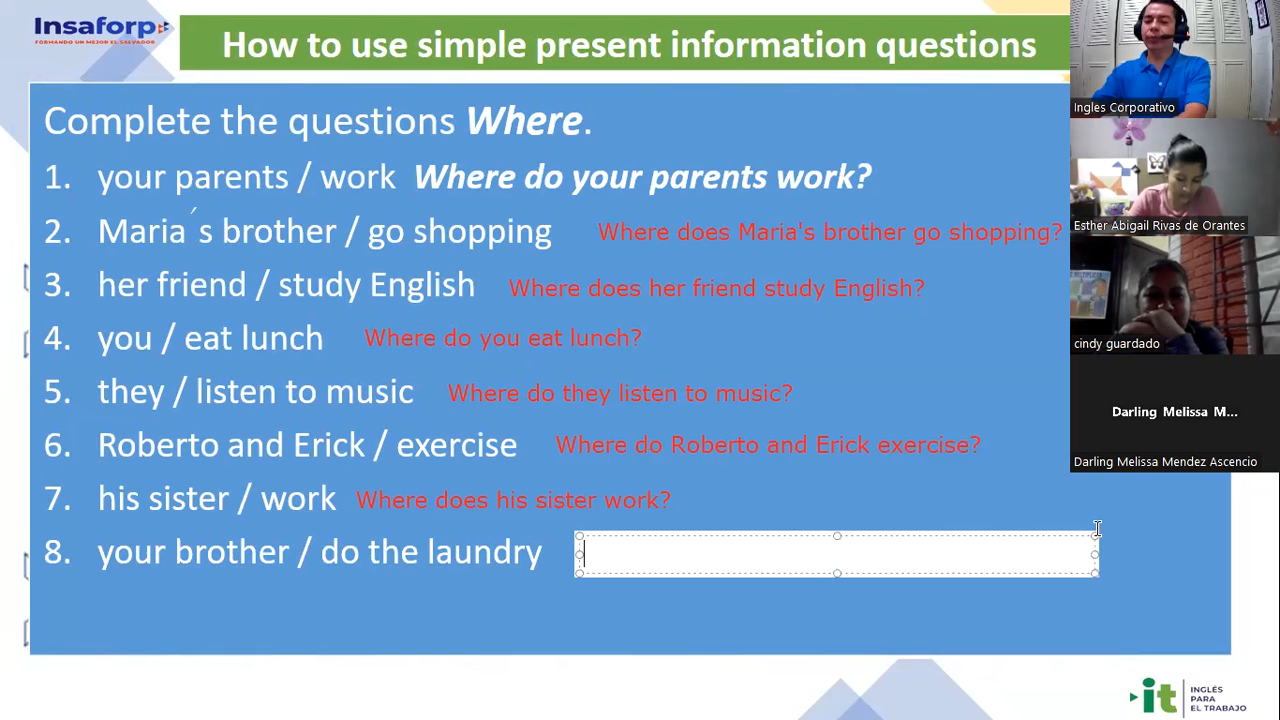 Insaforp
FORMANDO UN MEJOR EL SALVADOR
How to use simple present information questions
Complete the questions Where.
1. your parents / work Where do your parents work?
2. Maria´s brother / go shopping Where does Maria's brother go shopping?
3. her friend / study English Where does her friend study English?
4. you / eat lunch Where do you eat lunch?
5. they / listen to music Where do they listen to music?
6. Roberto and Erick / exercise Where do Roberto and Erick exercise?
7. his sister / work Where does his sister work?
8. your brother / do the laundry
Ingles Corporativo
Esther Abigail Rivas de Orantes
cindy guardado
Darling Melissa M...
Darling Melissa Mendez Ascencio
it
INGLÉS
PARA
EL TRABAJO